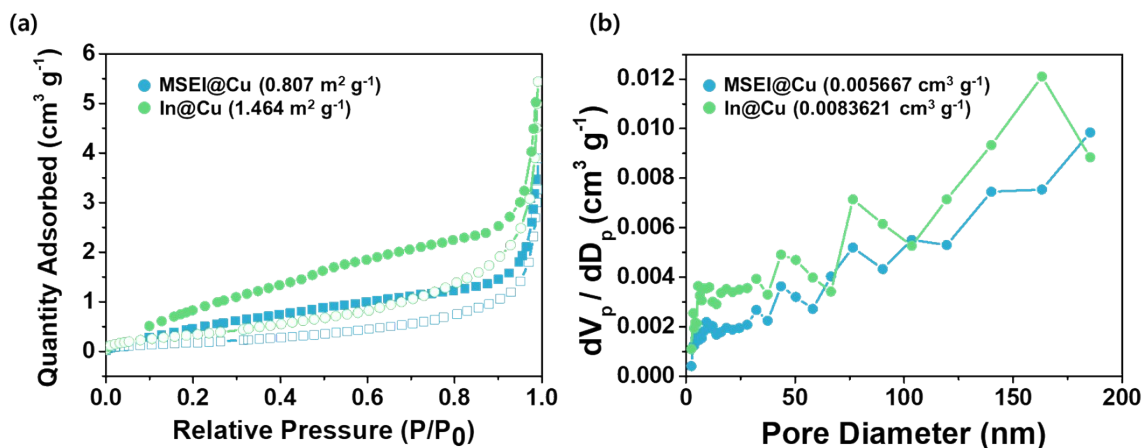 (a)
Quantity Adsorbed (cm³ g⁻¹)
6
5
4
3
2
1
0
MSEI@Cu (0.807 m² g⁻¹)
In@Cu (1.464 m² g⁻¹)
0.0 0.2 0.4 0.6 0.8 1.0
Relative Pressure (P/P₀)
(b)
dVₚ / dDₚ (cm³ g⁻¹)
0.012
0.010
0.008
0.006
0.004
0.002
0.000
MSEI@Cu (0.005667 cm³ g⁻¹)
In@Cu (0.0083621 cm³ g⁻¹)
0 50 100 150 200
Pore Diameter (nm)